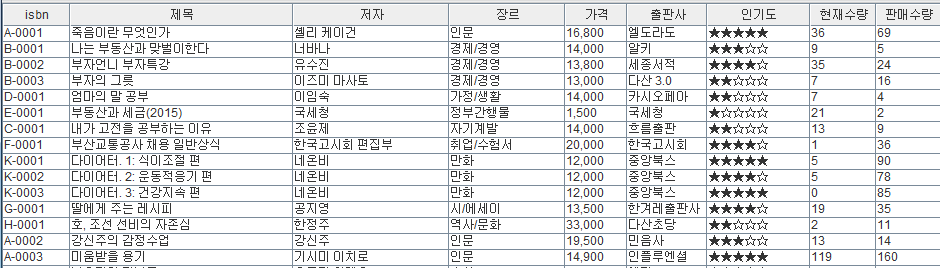 isbn 제목 저자 장르 가격 출판사 인기도 현재수량 판매수량
A-0001 죽음이란 무엇인가 셸리 케이건 인문 16,800 엘도라도 ★★★★★ 36 69
B-0001 나는 부동산과 맞벌이한다 너바나 경제/경영 14,000 알키 ★★★☆☆ 9 5
B-0002 부자언니 부자특강 유수진 경제/경영 13,800 세종서적 ★★★★☆ 35 24
B-0003 부자의 그릇 이즈미 마사토 경제/경영 13,000 다산 3.0 ★★☆☆☆ 7 16
D-0001 엄마의 말 공부 이임숙 가정/생활 14,000 카시오페아 ★★☆☆☆ 7 4
E-0001 부동산과 세금(2015) 국세청 정부간행물 1,500 국세청 ★☆☆☆☆ 21 2
C-0001 내가 고전을 공부하는 이유 조윤제 자기계발 14,000 흐름출판 ★★☆☆☆ 13 9
F-0001 부산교통공사 채용 일반상식 한국고시회 편집부 취업/수험서 20,000 한국고시회 ★★★★☆ 1 36
K-0001 다이어터. 1: 식이조절 편 네온비 만화 12,000 중앙북스 ★★★★★ 5 90
K-0002 다이어터. 2: 운동적응기 편 네온비 만화 12,000 중앙북스 ★★★★☆ 5 78
K-0003 다이어터. 3: 건강지속 편 네온비 만화 12,000 중앙북스 ★★★★★ 0 85
G-0001 딸에게 주는 레시피 공지영 시/에세이 13,500 한겨레출판사 ★★★★☆ 19 35
H-0001 호, 조선 선비의 자존심 한정주 역사/문화 33,000 다산초당 ★★☆☆☆ 2 11
A-0002 강신주의 감정수업 강신주 인문 19,500 민음사 ★★★☆☆ 13 14
A-0003 미움받을 용기 기시미 이치로 인문 14,900 인플루엔셜 ★★★★★ 119 160